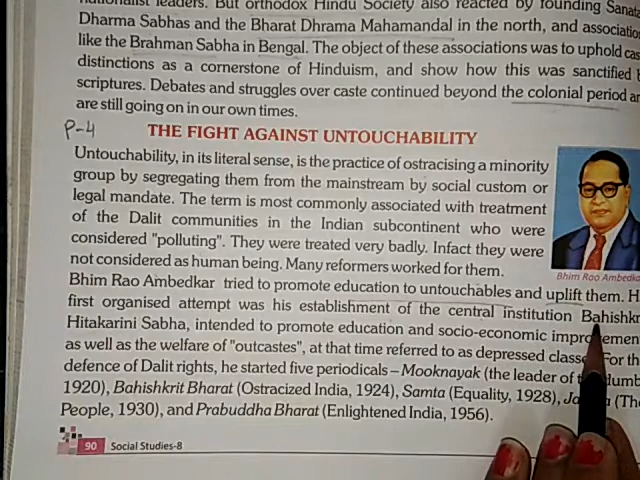 nationalist leaders. But orthodox Hindu Society also reacted by founding
Dharma Sabhas and the Bharat Dhrama Mahamandal in the north, and
like the Brahman Sabha in Bengal. The object of these associations was to uphold
distinctions as a cornerstone of Hinduism, and show how this was sanctified
scriptures. Debates and struggles over caste continued beyond the colonial period
are still going on in our own times.
P-4
THE FIGHT AGAINST UNTOUCHABILITY
Untouchability, in its literal sense, is the practice of ostracising a minority
group by segregating them from the mainstream by social custom or
legal mandate. The term is most commonly associated with treatment
of the Dalit communities in the Indian subcontinent who were
considered "polluting". They were treated very badly. Infact they were
not considered as human being. Many reformers worked for them.
Bhim Rao Ambedkar
Bhim Rao Ambedkar tried to promote education to untouchables and uplift them.
first organised attempt was his establishment of the central institution
Hitakarini Sabha, intended to promote education and socio-economic
as well as the welfare of "outcastes", at that time referred to as depressed For
defence of Dalit rights, he started five periodicals – Mooknayak (the leader of
1920), Bahishkrit Bharat (Ostracized India, 1924), Samta (Equality, 1928),
People, 1930), and Prabuddha Bharat (Enlightened India, 1956).
90 Social Studies-8